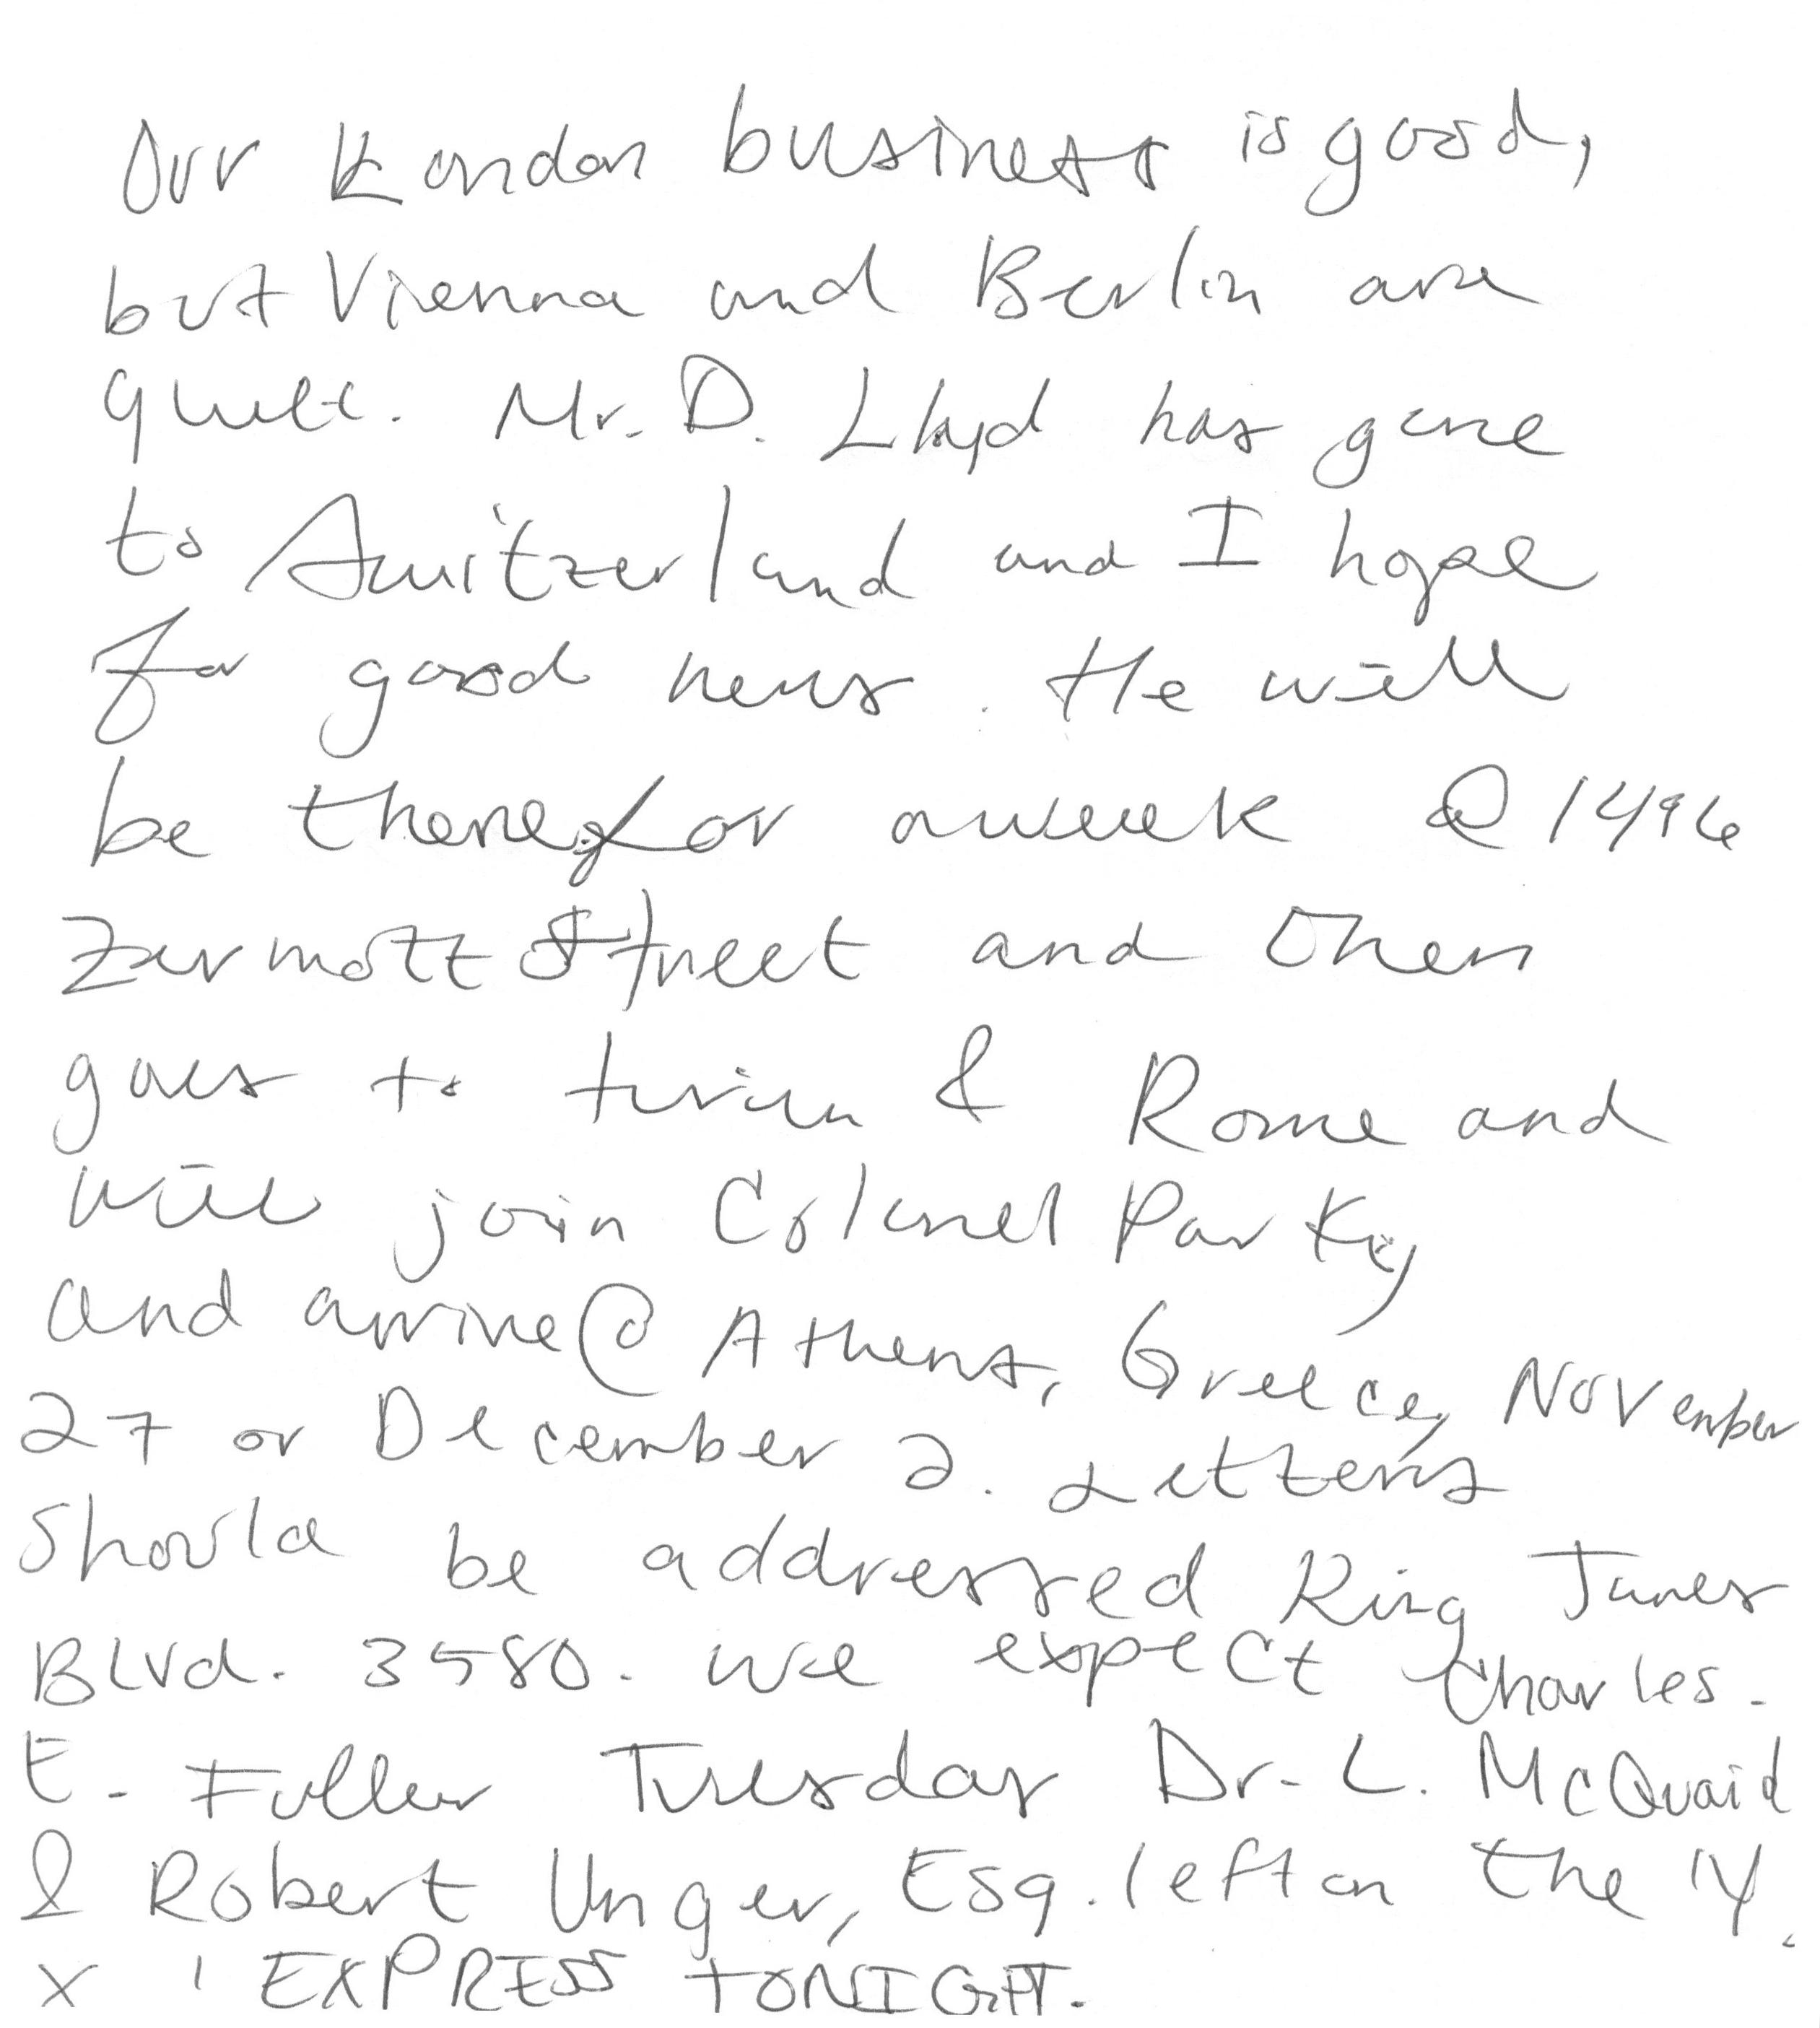 Our London business is good,
but Vienna and Berlin are
quiet. Mr. D. Lloyd has gone
to Switzerland and I hope
for good news. He will
be there for a week @ 1496
Zermott Street and then
goes to turin & Rome and
will join Colonel Parky
and arrive @ Athens, Greece, November
27 or December 2. Letters
should be addressed King James
Blvd. 3580. We expect Charles.
E. Fuller Tuesday Dr. L. McQuaid
& Robert Unger, Esq. left on the 'Y.
X ' EXPRESS TONIGHT.